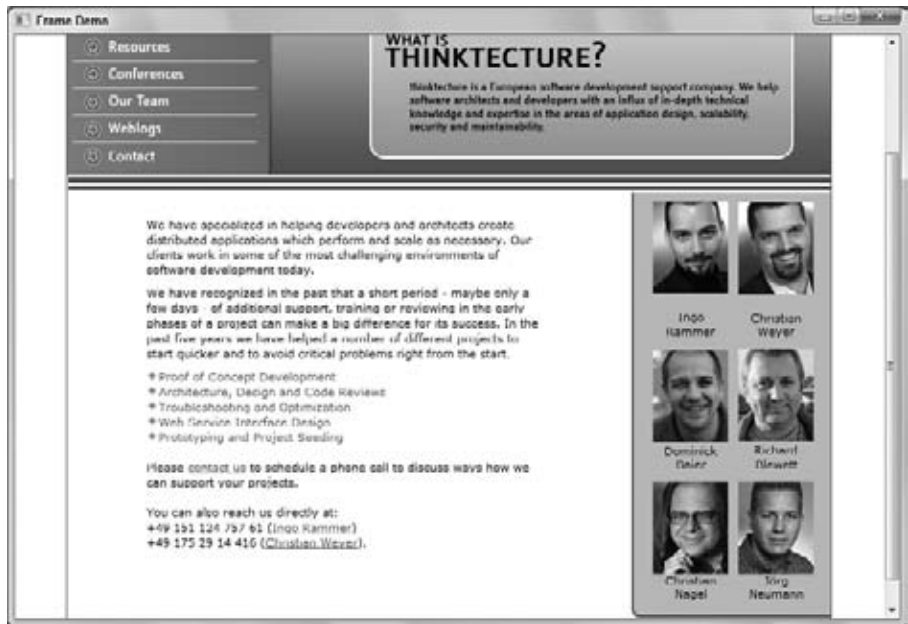 Frame Demo
Resources
Conferences
Our Team
Weblogs
Contact
WHAT IS
THINKTECTURE?
thinktecture is a European software development support company. We help
software architects and developers with an influx of in-depth technical
knowledge and expertise in the areas of application design, scalability,
security and maintainability.
We have specialized in helping developers and architects create
distributed applications which perform and scale as necessary. Our
clients work in some of the most challenging environments of
software development today.
We have recognized in the past that a short period - maybe only a
few days - of additional support, training or reviewing in the early
phases of a project can make a big difference for its success. In the
past five years we have helped a number of different projects to
start quicker and to avoid critical problems right from the start.
Proof of Concept Development
Architecture, Design and Code Reviews
Troubleshooting and Optimization
Web Service Interface Design
Prototyping and Project Seeding
Please contact us to schedule a phone call to discuss ways how we
can support your projects.
You can also reach us directly at:
+49 151 124 757 61 (Ingo Rammer)
+49 175 29 14 416 (Christian Weyer).
Ingo
Rammer
Christian
Weyer
Dominick
Baier
Richard
Blewett
Christian
Nagel
Jörg
Neumann